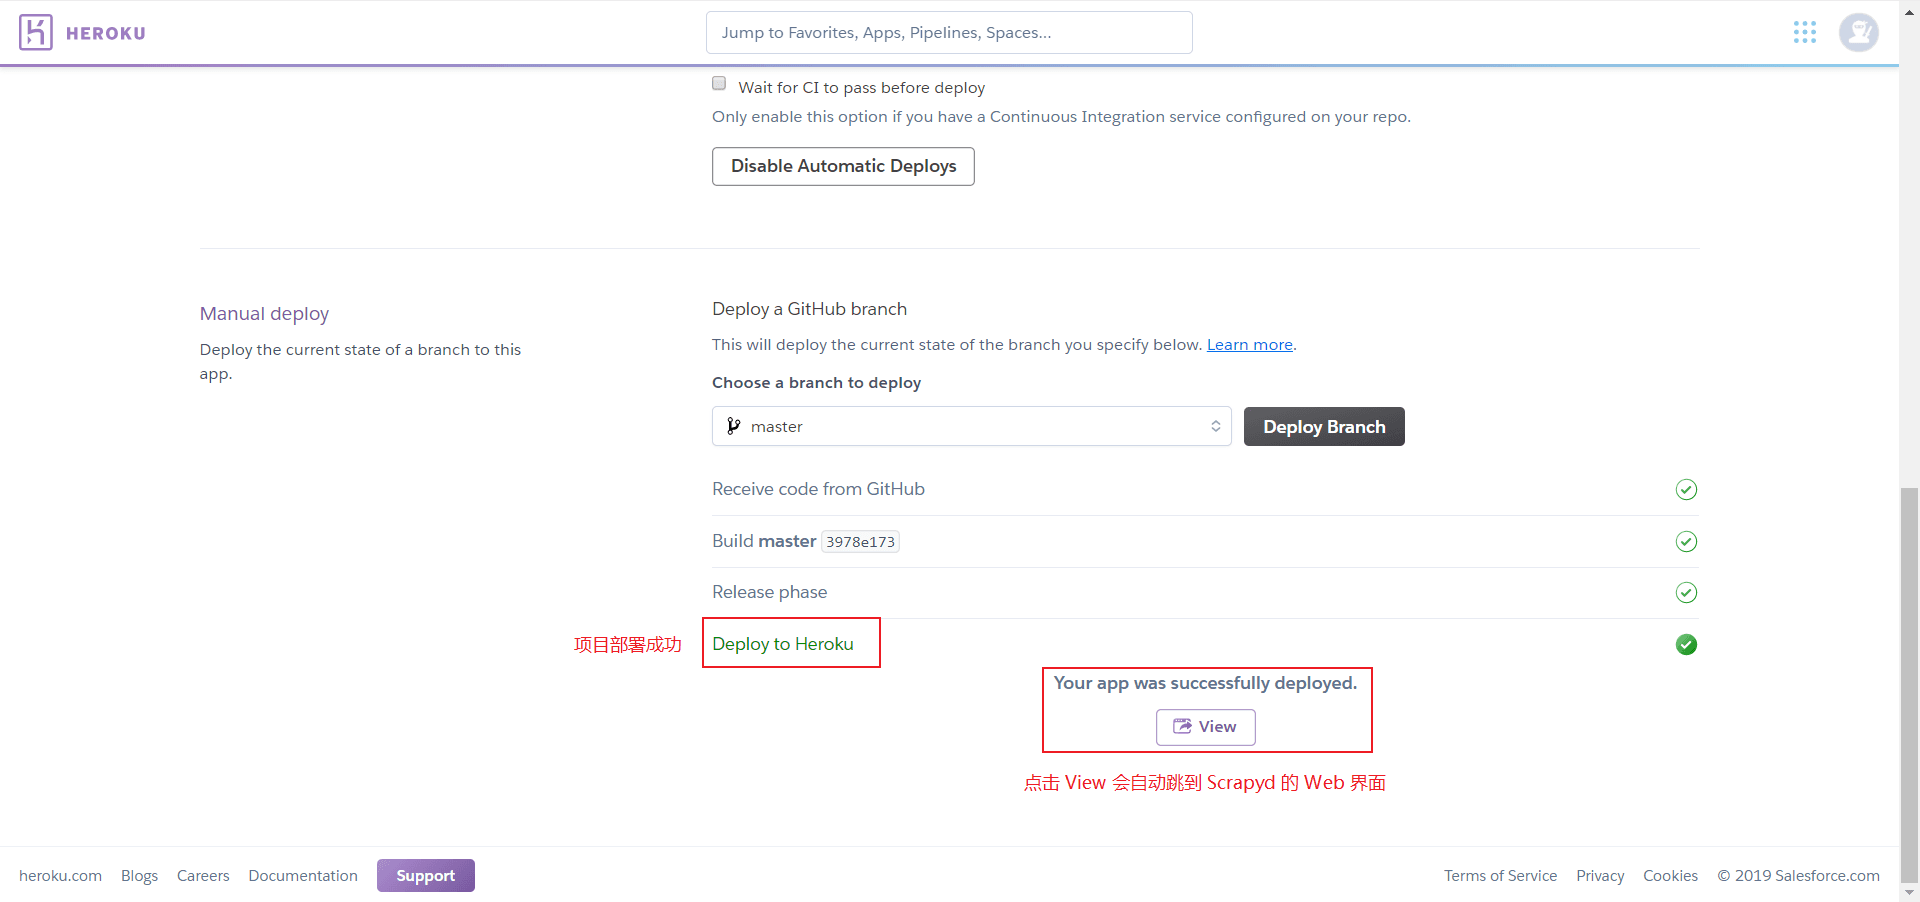 HEROKU
Jump to Favorites, Apps, Pipelines, Spaces...
Wait for CI to pass before deploy
Only enable this option if you have a Continuous Integration service configured on your repo.
Disable Automatic Deploys
Manual deploy
Deploy the current state of a branch to this
app.
Deploy a GitHub branch
This will deploy the current state of the branch you specify below. Learn more.
Choose a branch to deploy
master
Deploy Branch
Receive code from GitHub
Build master 3978e173
Release phase
项目部署成功
Deploy to Heroku
Your app was successfully deployed.
View
点击 View 会自动跳到 Scrapyd 的 Web 界面
heroku.com Blogs Careers Documentation Support
Terms of Service Privacy Cookies © 2019 Salesforce.com